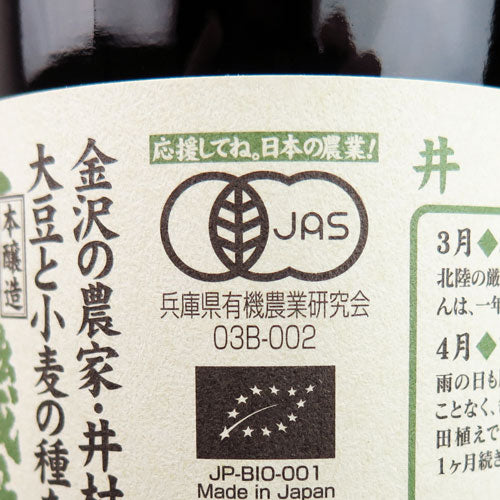 応援してね。日本の農業!
JAS
兵庫県有機農業研究会
03B-002
JP-BIO-001
Made in Japan
井
3月◆
北陸の厳
んは、一年
4月◆
雨の日も
ことなく、
田植えで
1ヶ月続き
金沢の農家・井村
大豆と小麦の種
本醸造